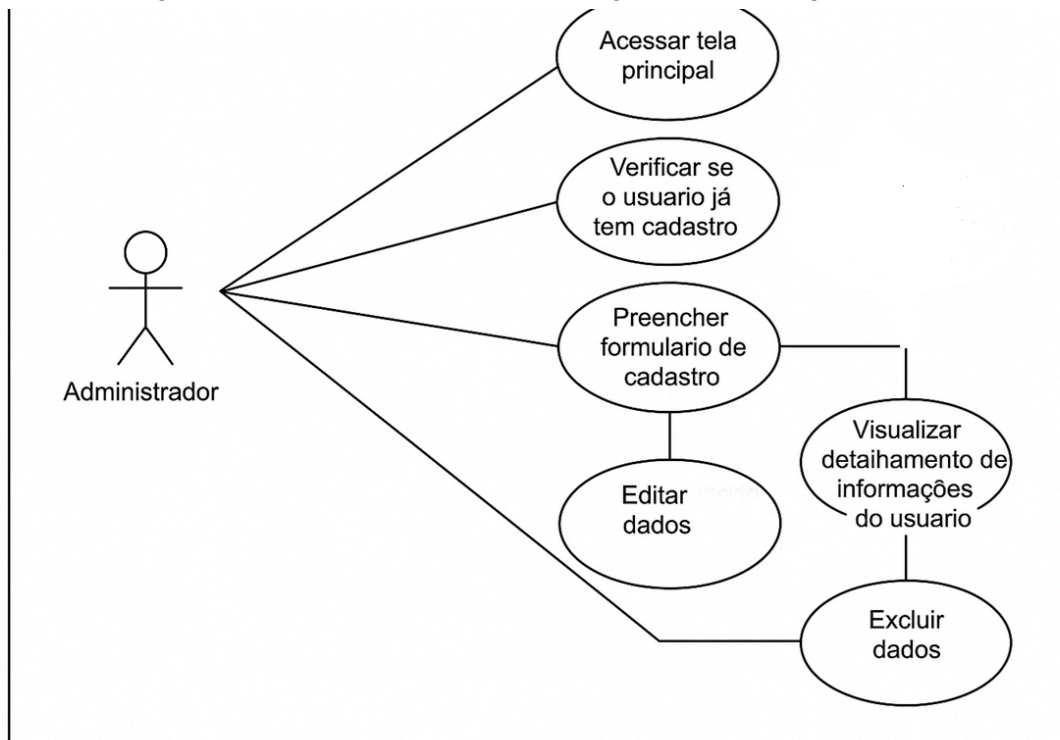 Acessar tela
principal
Verificar se
o usuario já
tem cadastro
Preencher
formulario de
cadastro
Administrador
Visualizar
detaihamento de
informações
do usuario
Editar
dados
Excluir
dados